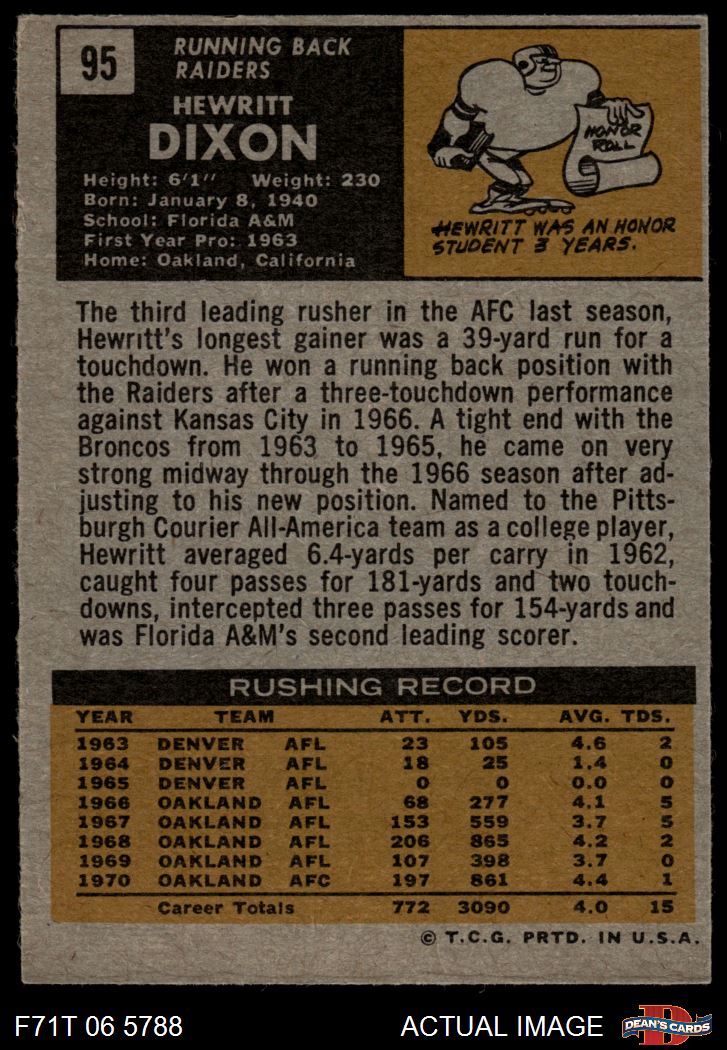 95
RUNNING BACK
RAIDERS
HEWRITT
DIXON
Height: 6'1" Weight: 230
Born: January 8, 1940
School: Florida A&M
First Year Pro: 1963
Home: Oakland, California
HONOR
ROLL
HEWRITT WAS AN HONOR
STUDENT 3 YEARS.
The third leading rusher in the AFC last season,
Hewritt's longest gainer was a 39-yard run for a
touchdown. He won a running back position with
the Raiders after a three-touchdown performance
against Kansas City in 1966. A tight end with the
Broncos from 1963 to 1965, he came on very
strong midway through the 1966 season after ad-
justing to his new position. Named to the Pitts-
burgh Courier All-America team as a college player,
Hewritt averaged 6.4-yards per carry in 1962,
caught four passes for 181-yards and two touch-
downs, intercepted three passes for 154-yards and
was Florida A&M's second leading scorer.
RUSHING RECORD
YEAR TEAM ATT. YDS. AVG. TDS.
1963 DENVER AFL 23 105 4.6 2
1964 DENVER AFL 18 25 1.4 0
1965 DENVER AFL 0 0 0.0 0
1966 OAKLAND AFL 68 277 4.1 5
1967 OAKLAND AFL 153 559 3.7 5
1968 OAKLAND AFL 206 865 4.2 2
1969 OAKLAND AFL 107 398 3.7 0
1970 OAKLAND AFC 197 861 4.4 1
Career Totals 772 3090 4.0 15
© T.C.G. PRTD. IN U.S.A.
F71T 06 5788 ACTUAL IMAGE
D
DEAN'S CARDS